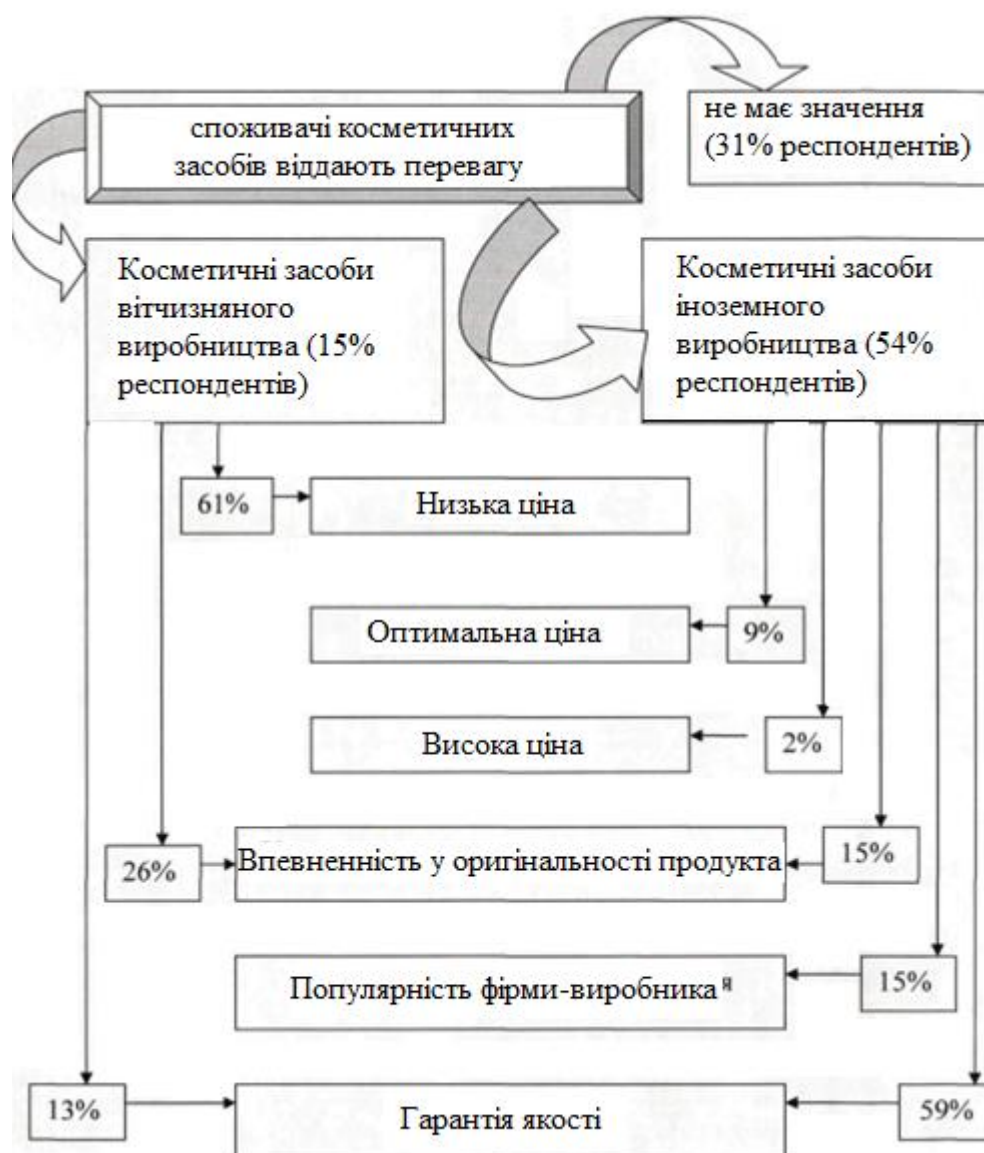 споживачі косметичних
засобів віддають перевагу
не має значення
(31% респондентів)
Косметичні засоби
вітчизняного
виробництва (15%
респондентів)
Косметичні засоби
іноземного
виробництва (54%
респондентів)
61%
Низька ціна
Оптимальна ціна
9%
Висока ціна
2%
26%
Впевненність у оригінальності продукта
15%
Популярність фірми-виробника я
15%
13%
Гарантія якості
59%